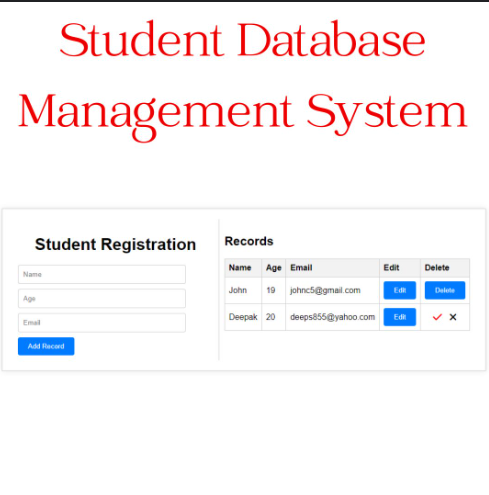 Student Database
Management System
Student Registration
Name
Age
Email
Add Record
Records
Name Age Email Edit Delete
John 19 johnc5@gmail.com Edit Delete
Deepak 20 deeps855@yahoo.com Edit